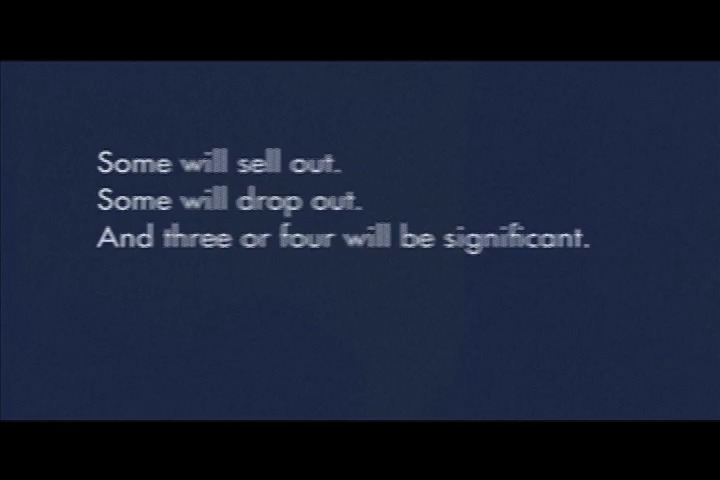 Some will sell out.
Some will drop out.
And three or four will be significant.